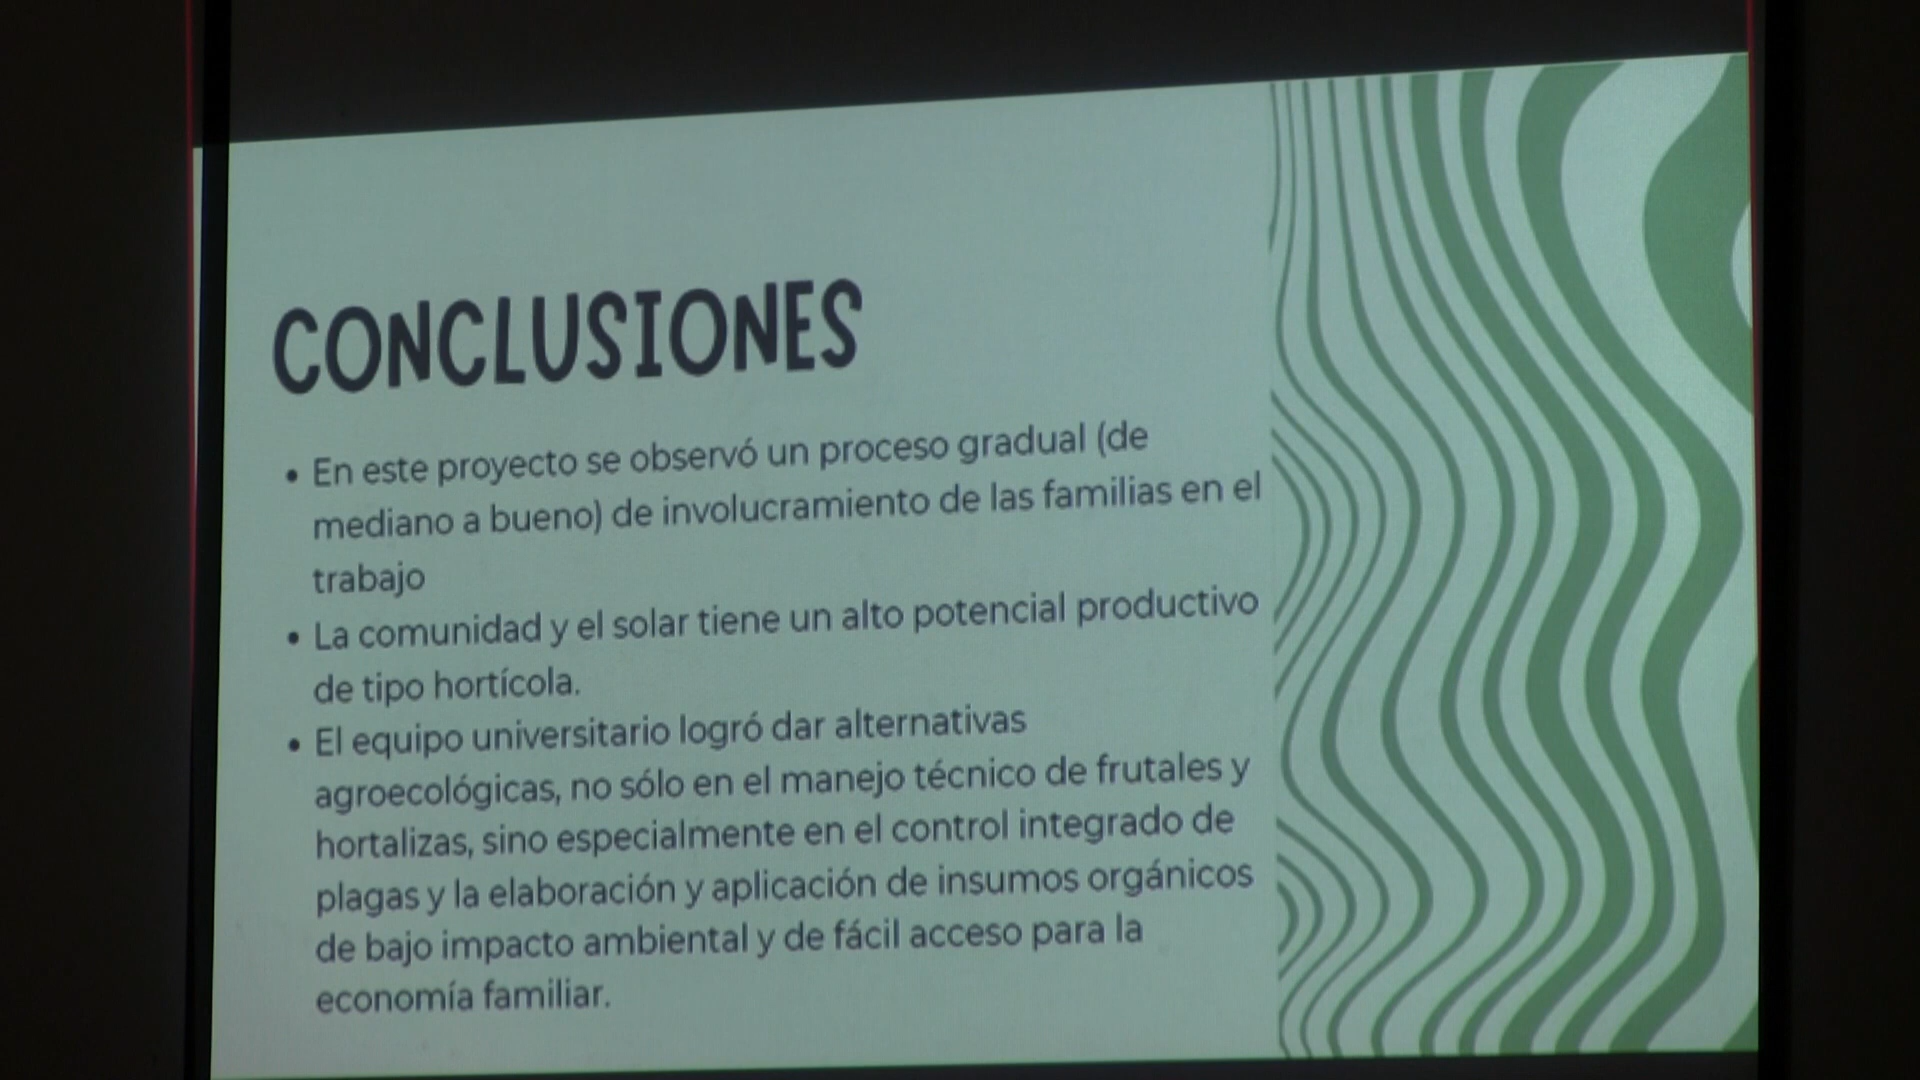 CONCLUSIONES
• En este proyecto se observó un proceso gradual (de
mediano a bueno) de involucramiento de las familias en el
trabajo
• La comunidad y el solar tiene un alto potencial productivo
de tipo hortícola.
• El equipo universitario logró dar alternativas
agroecológicas, no sólo en el manejo técnico de frutales y
hortalizas, sino especialmente en el control integrado de
plagas y la elaboración y aplicación de insumos orgánicos
de bajo impacto ambiental y de fácil acceso para la
economía familiar.